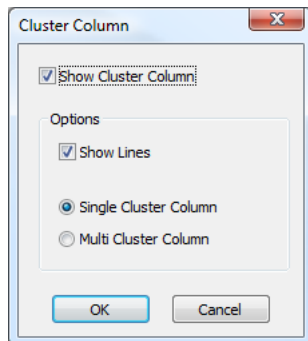 Cluster Column
Show Cluster Column
Options
Show Lines
Single Cluster Column
Multi Cluster Column
OK
Cancel